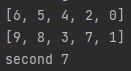 [6, 5, 4, 2, 0]
[9, 8, 3, 7, 1]
second 7